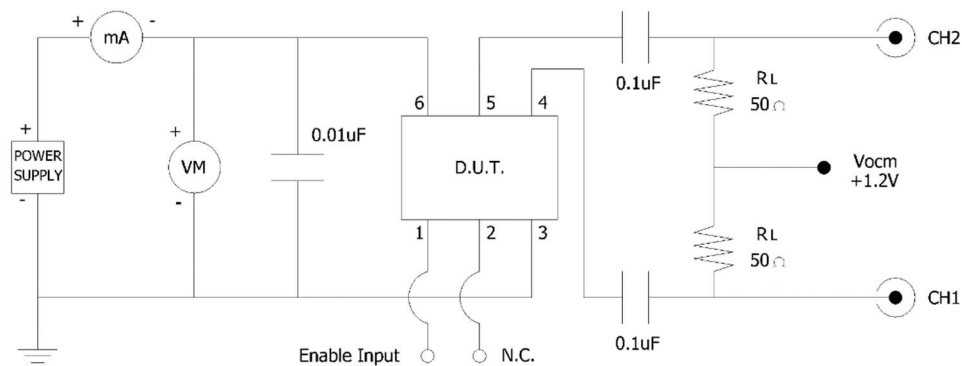 + mA -
CH2
0.1uF
RL
50Ω
6 5 4
+
POWER
SUPPLY
-
+
VM
-
0.01uF
D.U.T.
Vocm
+1.2V
1 2 3
RL
50Ω
CH1
0.1uF
Enable Input
N.C.